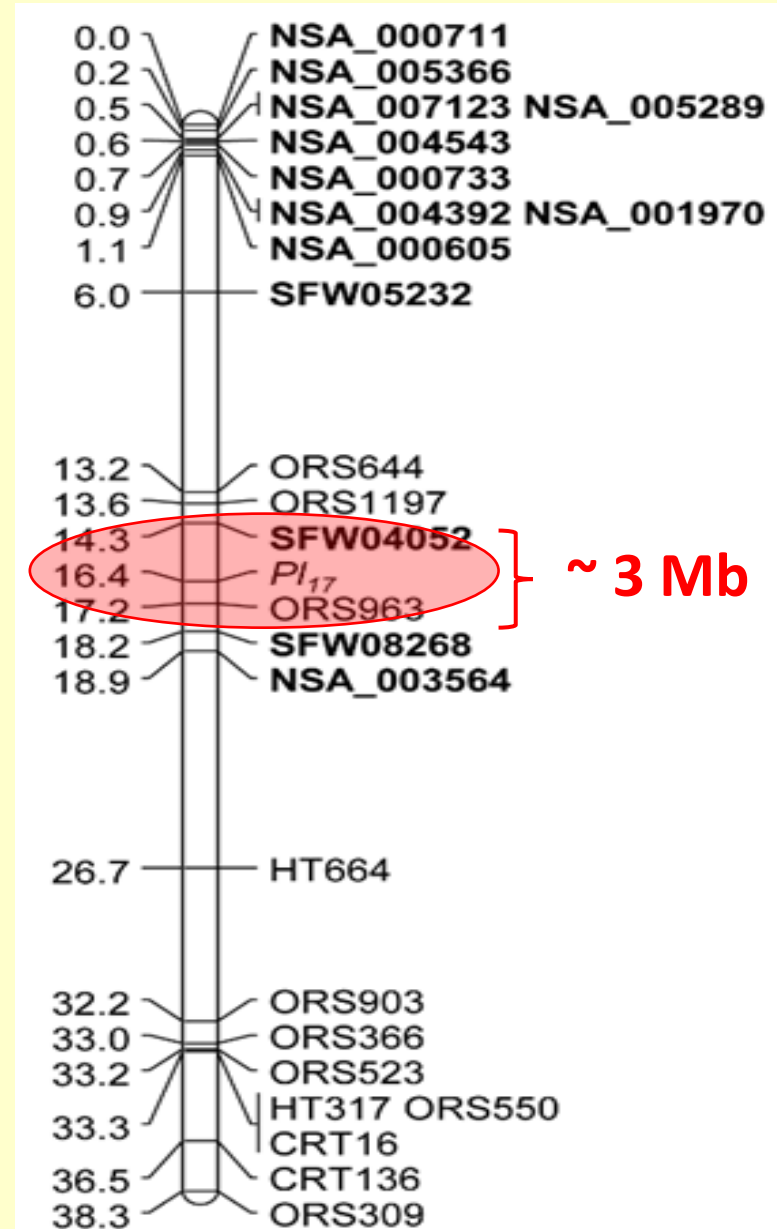 0.0 NSA_000711
0.2 NSA_005366
0.5 NSA_007123 NSA_005289
0.6 NSA_004543
0.7 NSA_000733
0.9 NSA_004392 NSA_001970
1.1 NSA_000605
6.0 SFW05232
13.2 ORS644
13.6 ORS1197
14.3 SFW04052
16.4 Pl17
17.2 ORS963
~ 3 Mb
18.2 SFW08268
18.9 NSA_003564
26.7 HT664
32.2 ORS903
33.0 ORS366
33.2 ORS523
33.3 HT317 ORS550
CRT16
36.5 CRT136
38.3 ORS309